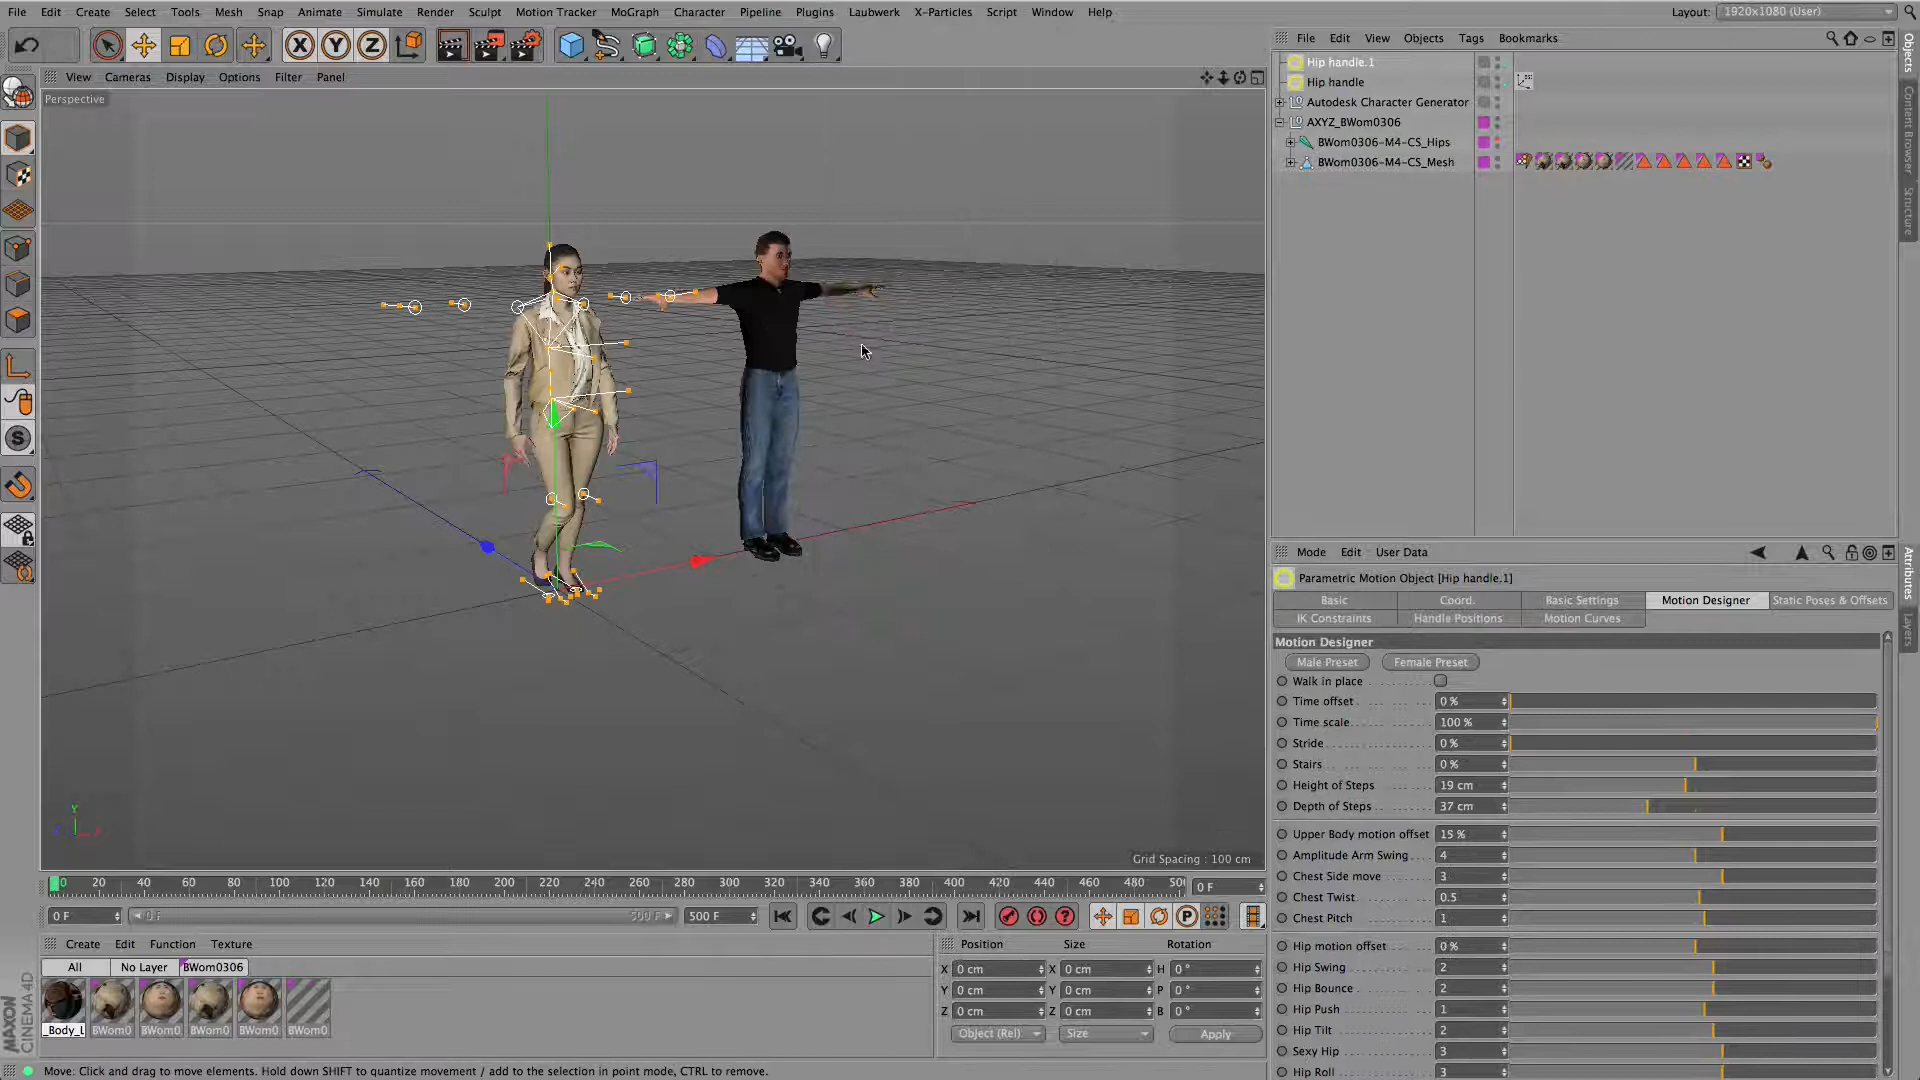 File Edit Create Select Tools Mesh Snap Animate Simulate Render Sculpt Motion Tracker MoGraph Character Pipeline Plugins Laubwerk X-Particles Script Window Help Layout: 1920x1080 (User)
X Y Z
File Edit View Objects Tags Bookmarks
View Cameras Display Options Filter Panel
Perspective
Hip handle.1
Hip handle
Autodesk Character Generator
AXYZ_BWom0306
BWom0306-M4-CS_Hips
BWom0306-M4-CS_Mesh
Objects
Content Browser
Structure
Grid Spacing : 100 cm
Y
0 20 40 60 80 100 120 140 160 180 200 220 240 260 280 300 320 340 360 380 400 420 440 460 480 50 0 F
0 F 0 F 500 F 500 F
Create Edit Function Texture
All No Layer BWom0306
_Body_L BWom0 BWom0 BWom0 BWom0 BWom0
MAXON CINEMA 4D
Position Size Rotation
X 0 cm X 0 cm H 0 °
Y 0 cm Y 0 cm P 0 °
Z 0 cm Z 0 cm B 0 °
Object (Rel) Size Apply
Move: Click and drag to move elements. Hold down SHIFT to quantize movement / add to the selection in point mode, CTRL to remove.
Mode Edit User Data
Attributes
Layers
Parametric Motion Object [Hip handle.1]
Basic Coord. Basic Settings Motion Designer Static Poses & Offsets
IK Constraints Handle Positions Motion Curves
Motion Designer
Male Preset Female Preset
Walk in place
Time offset 0 %
Time scale 100 %
Stride 0 %
Stairs 0 %
Height of Steps 19 cm
Depth of Steps 37 cm
Upper Body motion offset 15 %
Amplitude Arm Swing 4
Chest Side move 3
Chest Twist 0.5
Chest Pitch 1
Hip motion offset 0 %
Hip Swing 2
Hip Bounce 2
Hip Push 1
Hip Tilt 2
Sexy Hip 3
Hip Roll 3